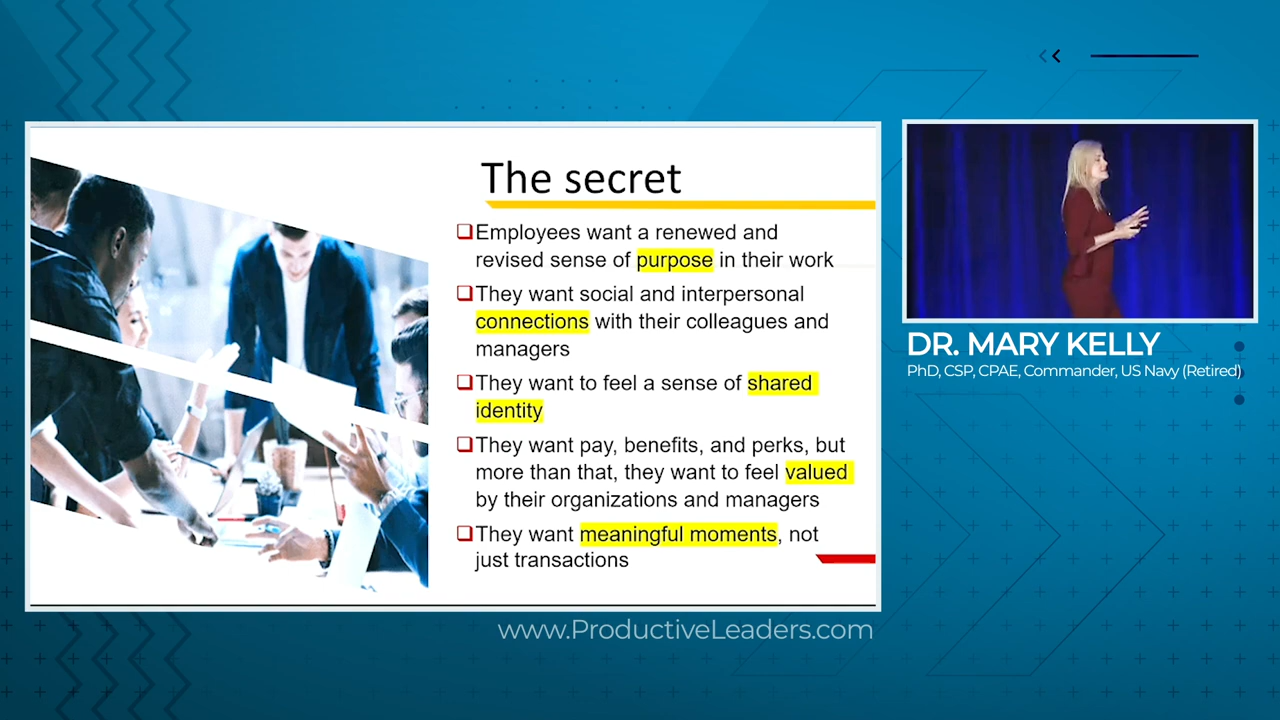 The secret
❑Employees want a renewed and
revised sense of purpose in their work
❑They want social and interpersonal
connections with their colleagues and
managers
❑They want to feel a sense of shared
identity
❑They want pay, benefits, and perks, but
more than that, they want to feel valued
by their organizations and managers
❑They want meaningful moments, not
just transactions
DR. MARY KELLY
PhD, CSP, CPAE, Commander, US Navy (Retired)
www.ProductiveLeaders.com